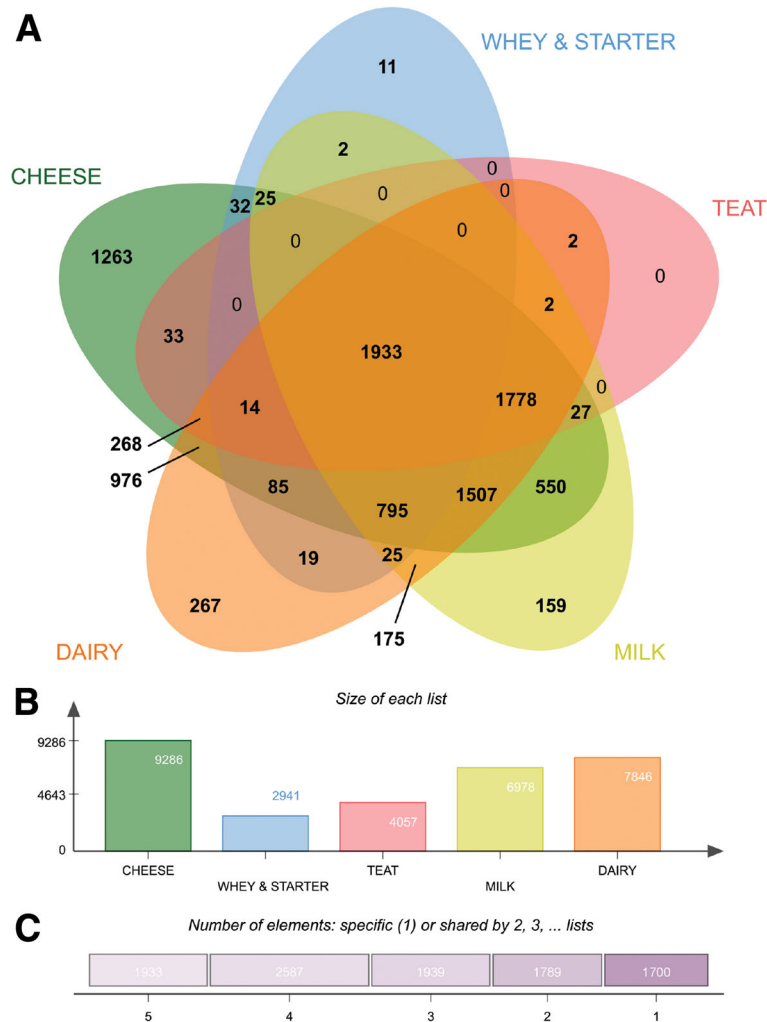 A
WHEY & STARTER
11
2
0
CHEESE
32
25
0
0
TEAT
1263
0
0
2
0
0
2
33
1933
0
14
1778
27
268
976
85
1507
550
795
19
25
267
159
175
DAIRY
MILK
B
Size of each list
9286
9286
2941
7846
6978
4643
4057
0
CHEESE
WHEY & STARTER
TEAT
MILK
DAIRY
C
Number of elements: specific (1) or shared by 2, 3, ... lists
1933 2587 1939 1789 1700
5 4 3 2 1